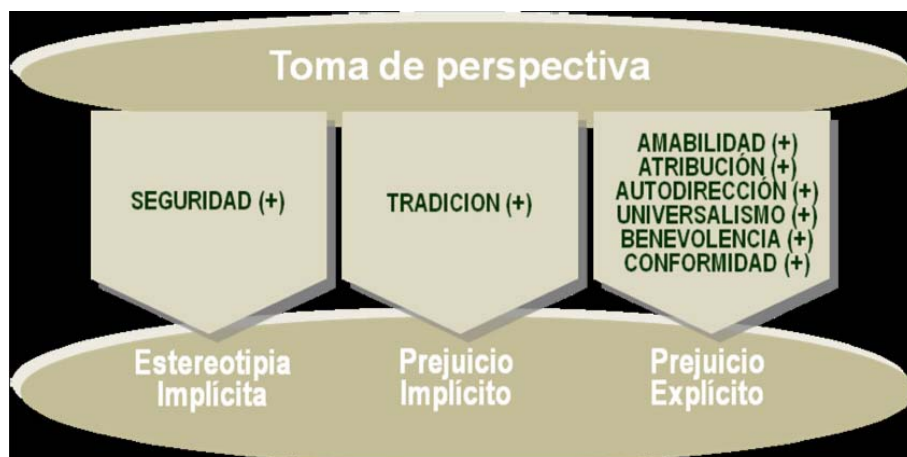 Toma de perspectiva
SEGURIDAD (+)
TRADICION (+)
AMABILIDAD (+)
ATRIBUCIÓN (+)
AUTODIRECCIÓN (+)
UNIVERSALISMO (+)
BENEVOLENCIA (+)
CONFORMIDAD (+)
Estereotipia
Implícita
Prejuicio
Implícito
Prejuicio
Explícito